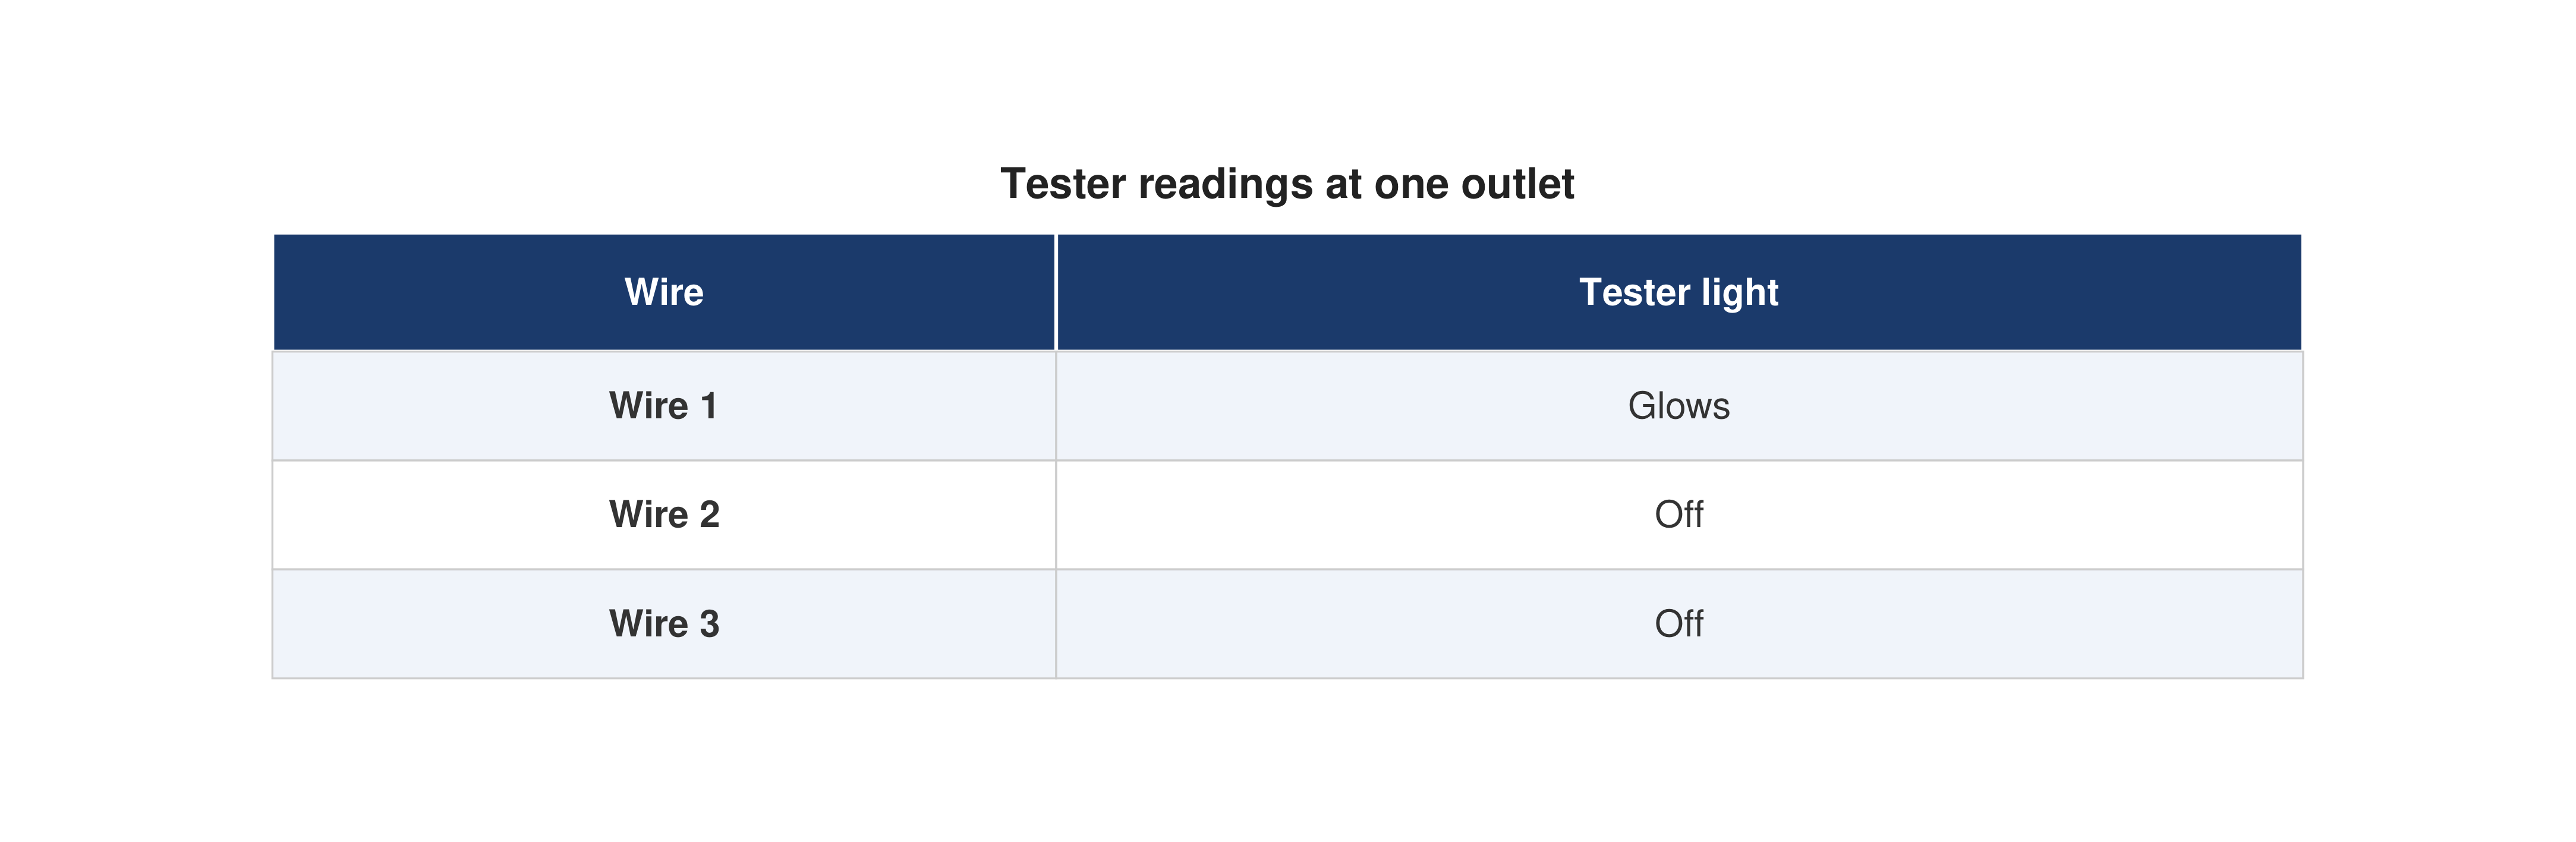 Tester readings at one outlet
Wire Tester light
Wire 1 Glows
Wire 2 Off
Wire 3 Off